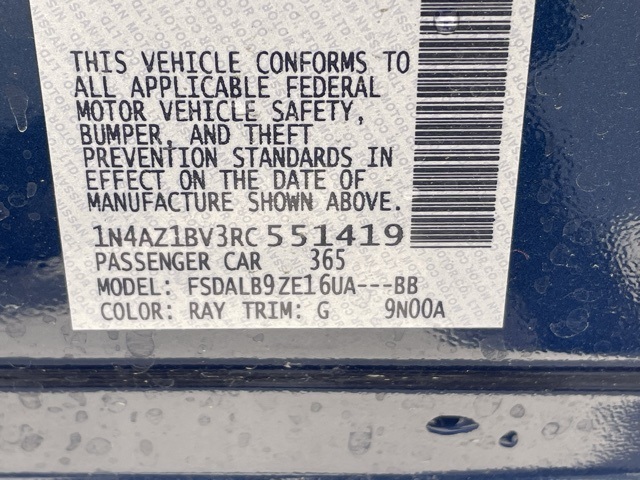 THIS VEHICLE CONFORMS TO
ALL APPLICABLE FEDERAL
MOTOR VEHICLE SAFETY,
BUMPER, AND THEFT
PREVENTION STANDARDS IN
EFFECT ON THE DATE OF
MANUFACTURE SHOWN ABOVE.
1N4AZ1BV3RC551419
PASSENGER CAR 365
MODEL: FSDALB9ZE16UA---BB
COLOR: RAY TRIM: G 9N00A